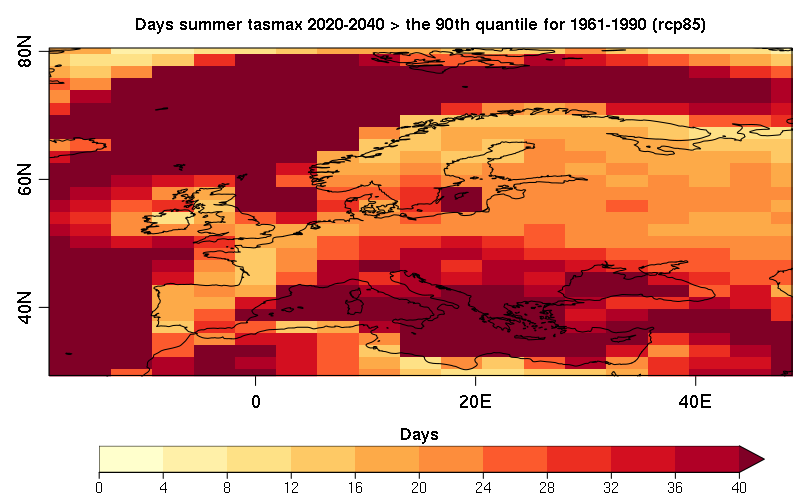 Days summer tasmax 2020-2040 > the 90th quantile for 1961-1990 (rcp85)
80N
60N
40N
0 20E 40E
Days
0 4 8 12 16 20 24 28 32 36 40